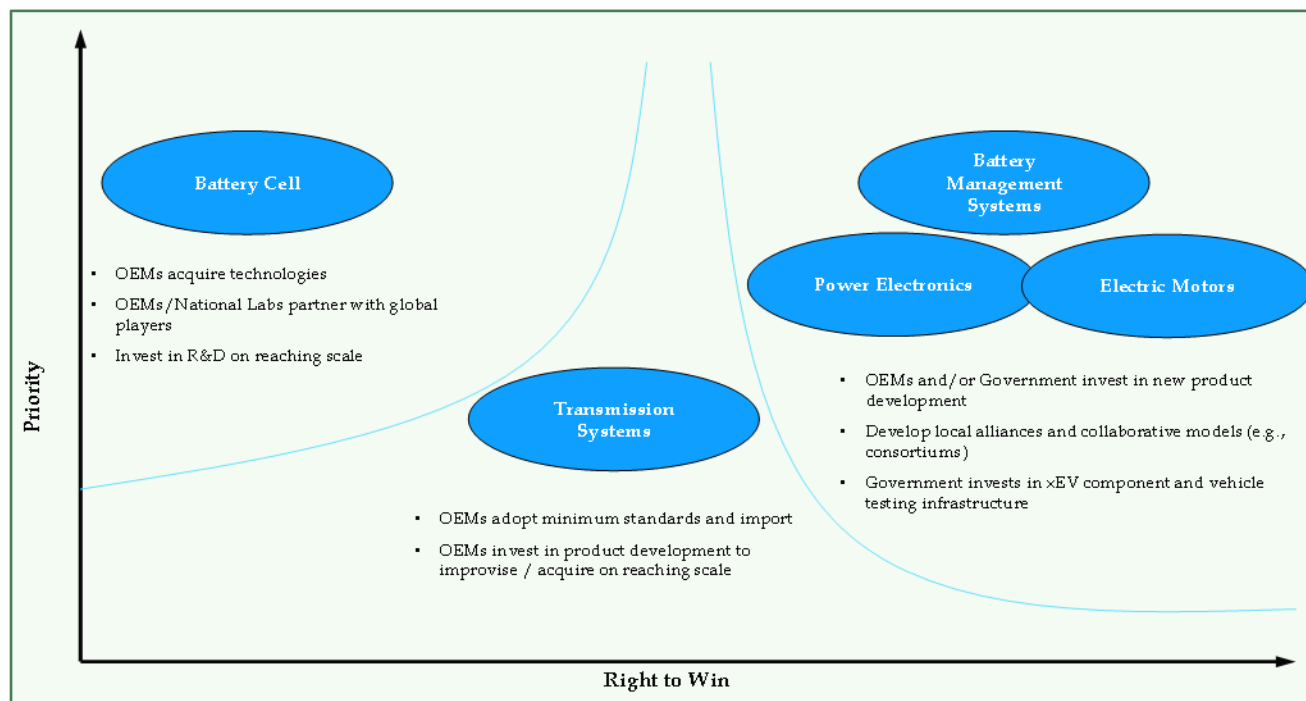 Priority
Battery Cell
▪ OEMs acquire technologies
▪ OEMs/National Labs partner with global
players
▪ Invest in R&D on reaching scale
Transmission
Systems
▪ OEMs adopt minimum standards and import
▪ OEMs invest in product development to
improvise / acquire on reaching scale
Battery
Management
Systems
Power Electronics
Electric Motors
▪ OEMs and/or Government invest in new product
development
▪ Develop local alliances and collaborative models (e.g.,
consortiums)
▪ Government invests in xEV component and vehicle
testing infrastructure
Right to Win